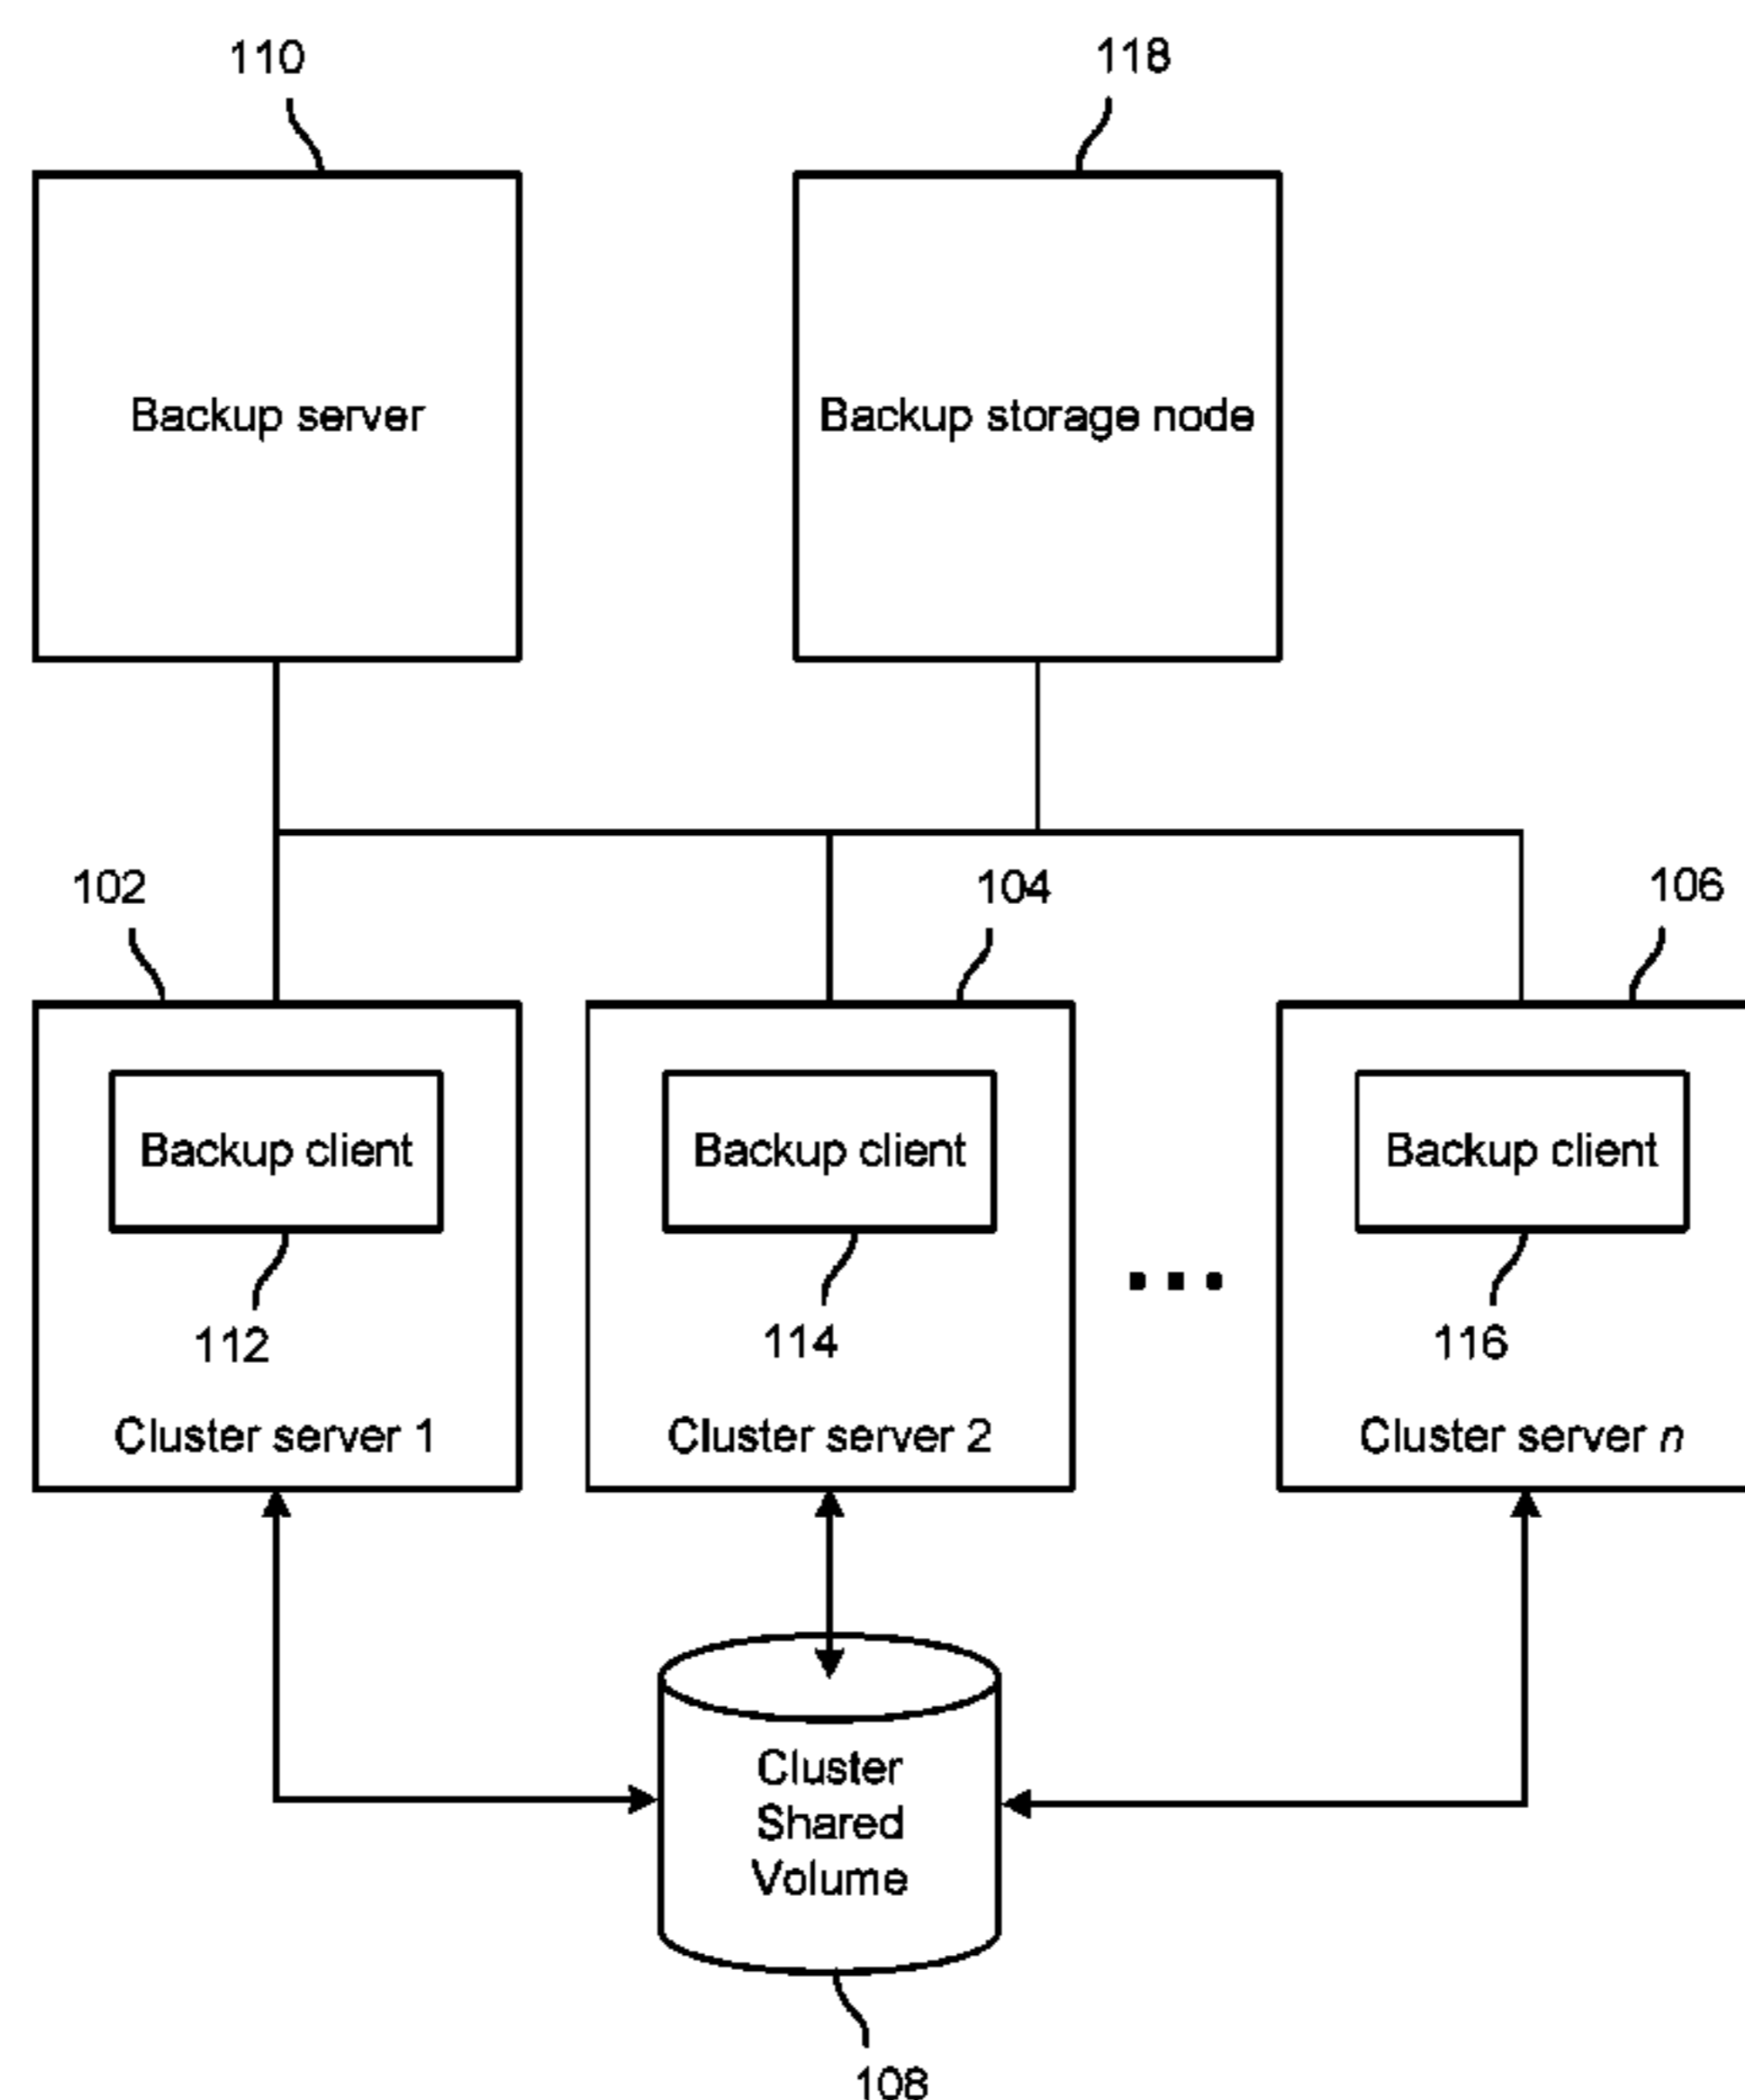 110
118
Backup server
Backup storage node
102
104
106
Backup client
Backup client
Backup client
112
114
116
Cluster server 1
Cluster server 2
Cluster server n
Cluster
Shared
Volume
108